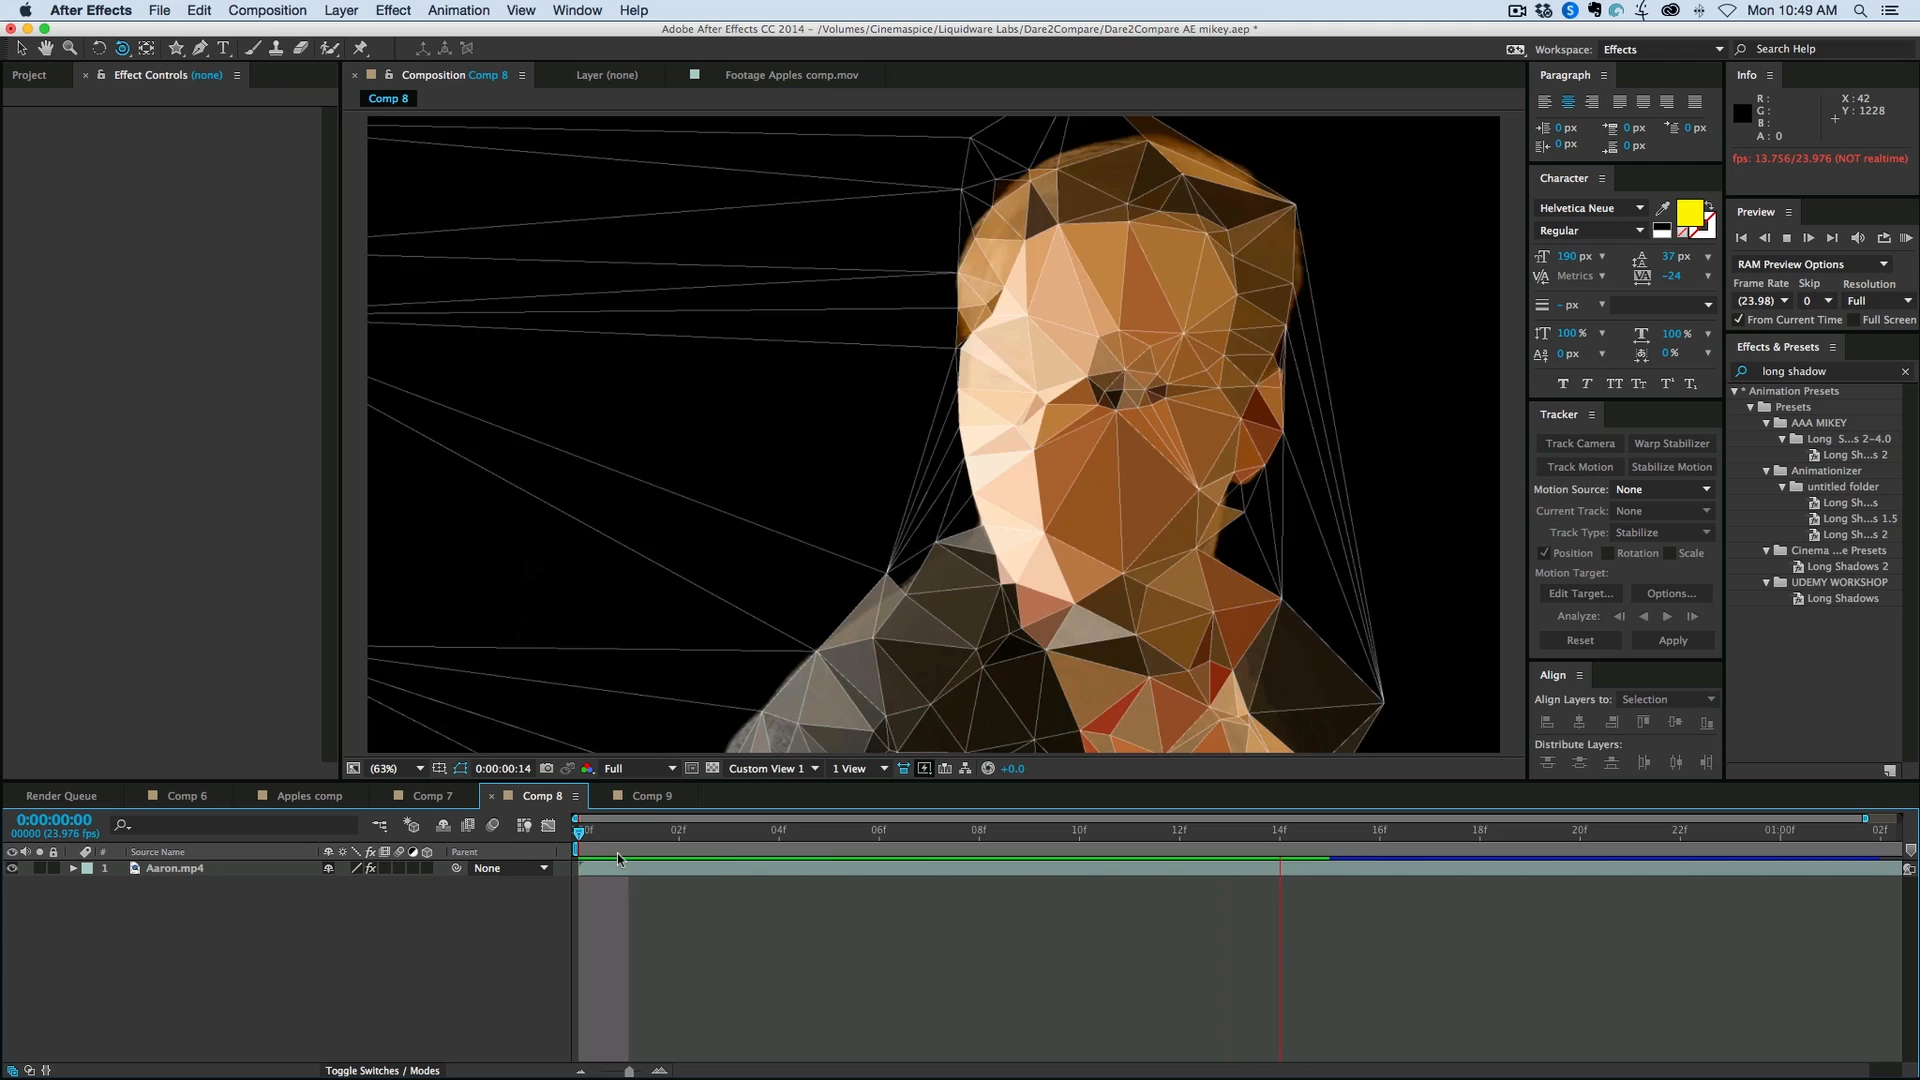 After Effects File Edit Composition Layer Effect Animation View Window Help Mon 10:49 AM
Adobe After Effects CC 2014 - /Volumes/Cinemaspice/Liquidware Labs/Dare2Compare/Dare2Compare AE mikey.aep *
Workspace: Effects Search Help
Project × Effect Controls (none) × Composition Comp 8 Layer (none) Footage Apples comp.mov
Comp 8
Paragraph
0 px 0 px 0 px
0 px 0 px
Character
Helvetica Neue
Regular
190 px 37 px
Metrics -24
- px
100 % 100 %
0 px 0 %
T T TT Tт T¹ T₁
Tracker
Track Camera Warp Stabilizer
Track Motion Stabilize Motion
Motion Source: None
Current Track: None
Track Type: Stabilize
Position Rotation Scale
Motion Target:
Edit Target... Options...
Analyze:
Reset Apply
Align
Align Layers to: Selection
Distribute Layers:
Info
R: X : 42
G: Y : 1228
B:
A: 0
fps: 13.756/23.976 (NOT realtime)
Preview
RAM Preview Options
Frame Rate Skip Resolution
(23.98) 0 Full
From Current Time Full Screen
Effects & Presets
long shadow
* Animation Presets
Presets
AAA MIKEY
Long S...s 2-4.0
Long Sh...s 2
Animationizer
untitled folder
Long Sh...s
Long Sh...s 1.5
Long Sh...s 2
Cinema ...e Presets
Long Shadows 2
UDEMY WORKSHOP
Long Shadows
(63%) 0:00:00:14 Full Custom View 1 1 View +0.0
Render Queue Comp 6 Apples comp Comp 7 × Comp 8 Comp 9
0:00:00:00
00000 (23.976 fps)
0f 02f 04f 06f 08f 10f 12f 14f 16f 18f 20f 22f 01:00f 02f
# Source Name fx Parent
1 Aaron.mp4 fx None
Toggle Switches / Modes